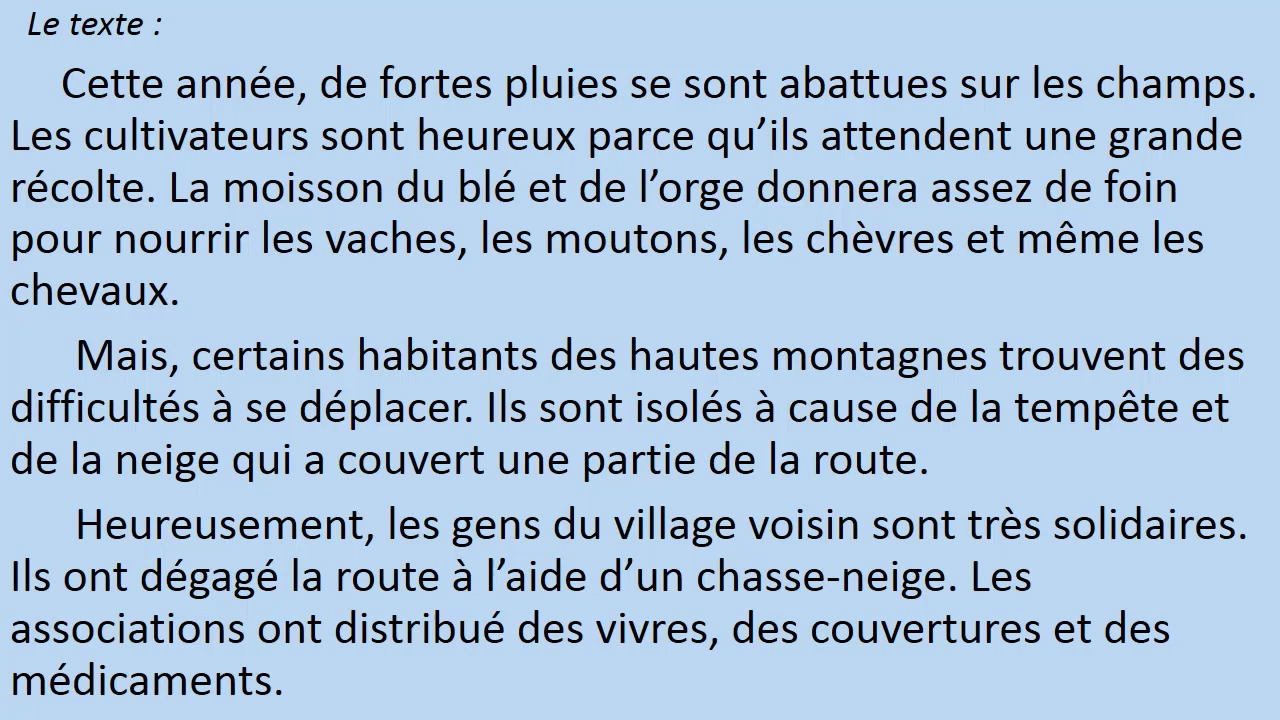 Le texte :
Cette année, de fortes pluies se sont abattues sur les champs.
Les cultivateurs sont heureux parce qu’ils attendent une grande
récolte. La moisson du blé et de l’orge donnera assez de foin
pour nourrir les vaches, les moutons, les chèvres et même les
chevaux.
Mais, certains habitants des hautes montagnes trouvent des
difficultés à se déplacer. Ils sont isolés à cause de la tempête et
de la neige qui a couvert une partie de la route.
Heureusement, les gens du village voisin sont très solidaires.
Ils ont dégagé la route à l’aide d’un chasse-neige. Les
associations ont distribué des vivres, des couvertures et des
médicaments.